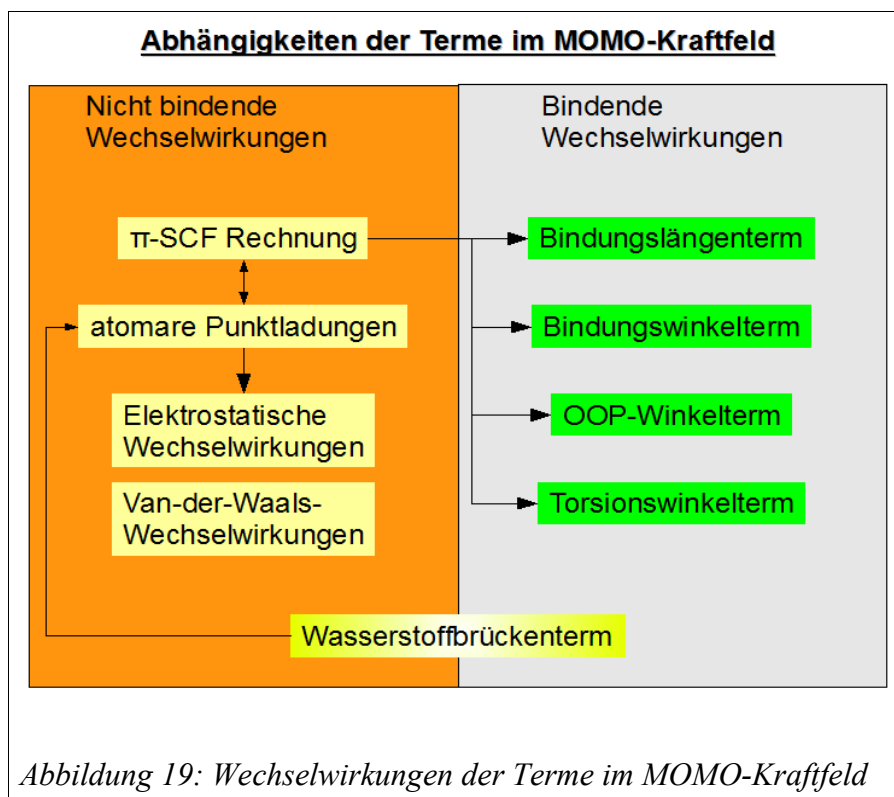 Abhängigkeiten der Terme im MOMO-Kraftfeld
Nicht bindende
Wechselwirkungen
π-SCF Rechnung
atomare Punktladungen
Elektrostatische
Wechselwirkungen
Van-der-Waals-
Wechselwirkungen
Bindende
Wechselwirkungen
Bindungslängenterm
Bindungswinkelterm
OOP-Winkelterm
Torsionswinkelterm
Wasserstoffbrückenterm
Abbildung 19: Wechselwirkungen der Terme im MOMO-Kraftfeld